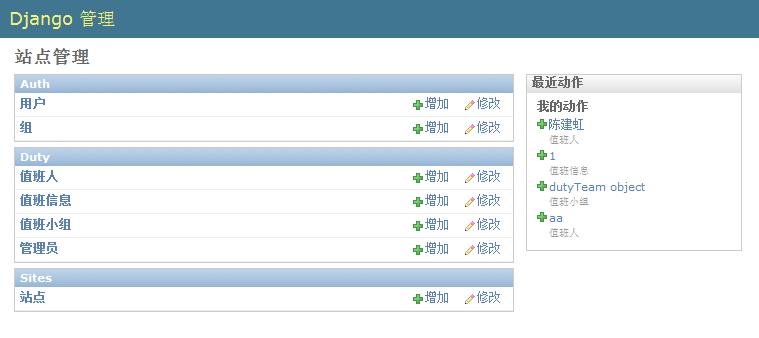 Django 管理
站点管理
Auth
用户 增加 修改
组 增加 修改
Duty
值班人 增加 修改
值班信息 增加 修改
值班小组 增加 修改
管理员 增加 修改
Sites
站点 增加 修改
最近动作
我的动作
陈建虹
值班人
1
值班信息
dutyTeam object
值班小组
aa
值班人